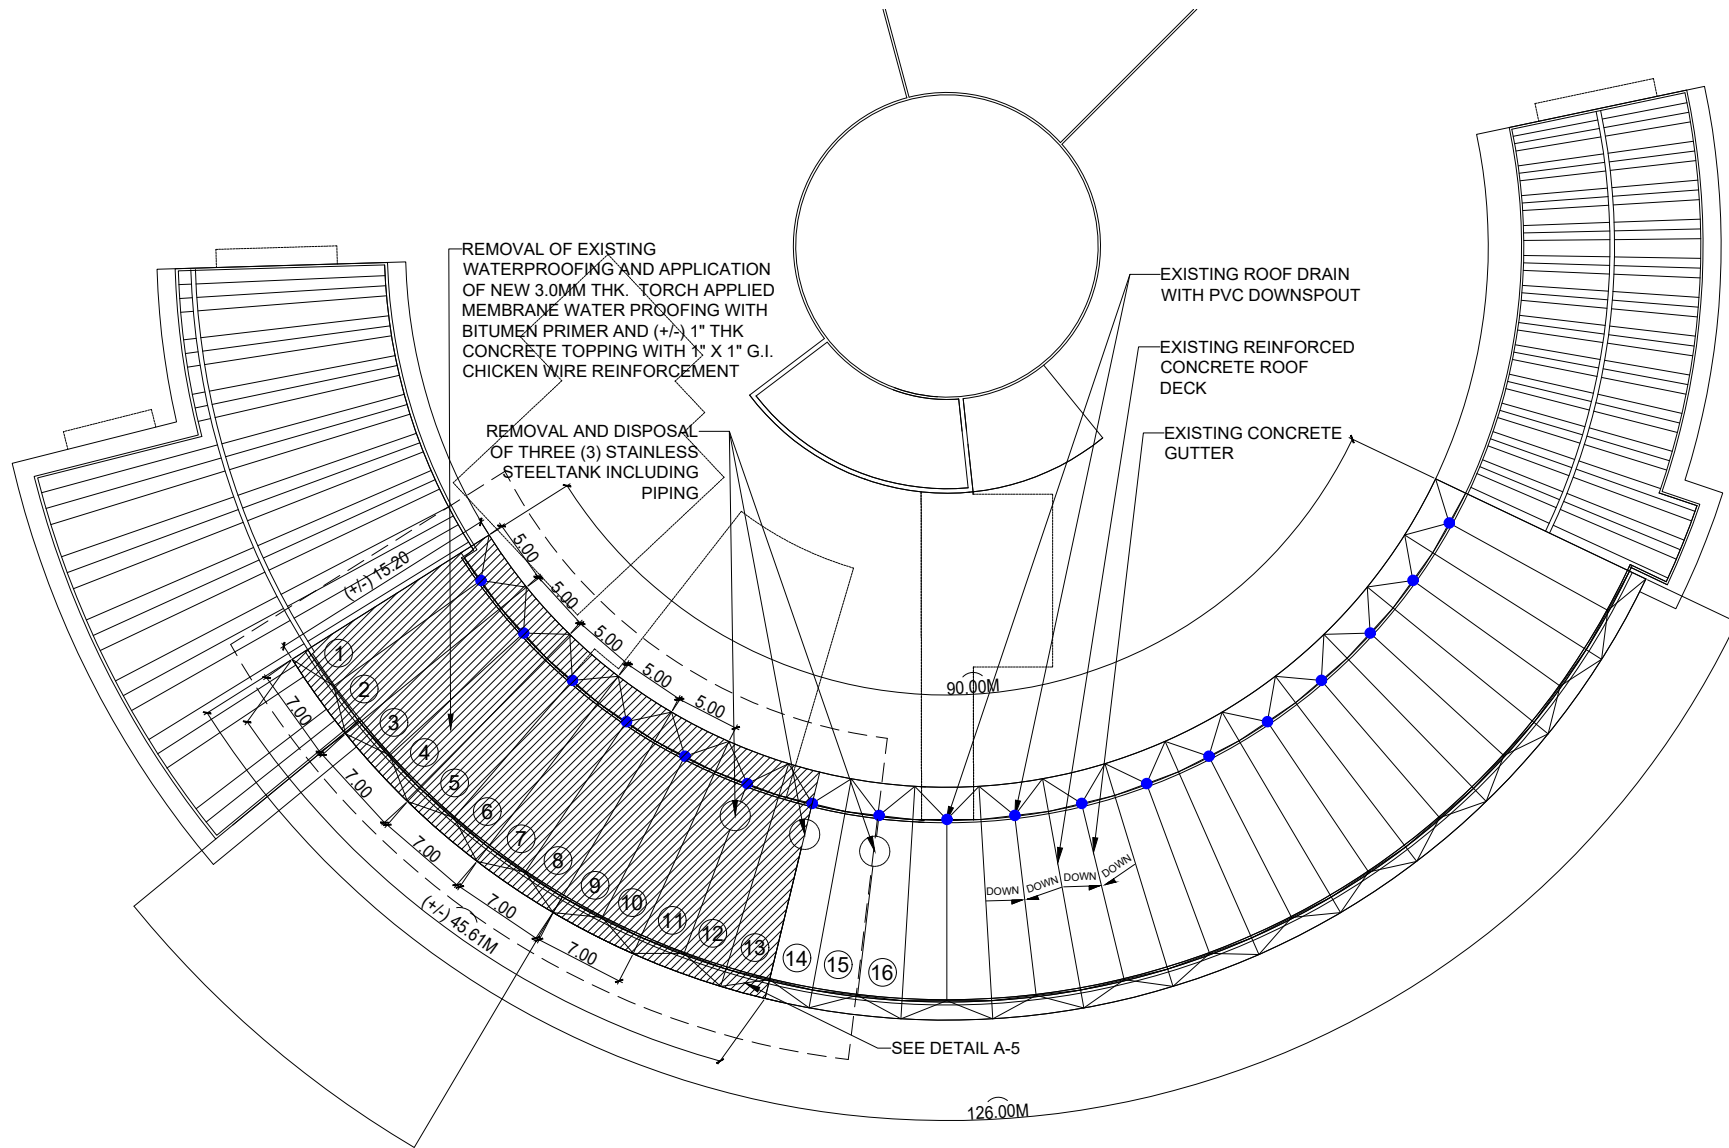 REMOVAL OF EXISTING
WATERPROOFING AND APPLICATION
OF NEW 3.0MM THK. TORCH APPLIED
MEMBRANE WATER PROOFING WITH
BITUMEN PRIMER AND (+/-) 1" THK
CONCRETE TOPPING WITH 1" X 1" G.I.
CHICKEN WIRE REINFORCEMENT
EXISTING ROOF DRAIN
WITH PVC DOWNSPOUT
EXISTING REINFORCED
CONCRETE ROOF
DECK
EXISTING CONCRETE
GUTTER
REMOVAL AND DISPOSAL
OF THREE (3) STAINLESS
STEELTANK INCLUDING
PIPING
(+/-) 15.20
5.00
5.00
5.00
5.00
5.00
90.00M
1
2
3
4
5
6
7
8
9
10
11
12
13
14
15
16
7.00
7.00
7.00
7.00
7.00
(+/-) 45.61M
DOWN
DOWN
DOWN
DOWN
SEE DETAIL A-5
126.00M